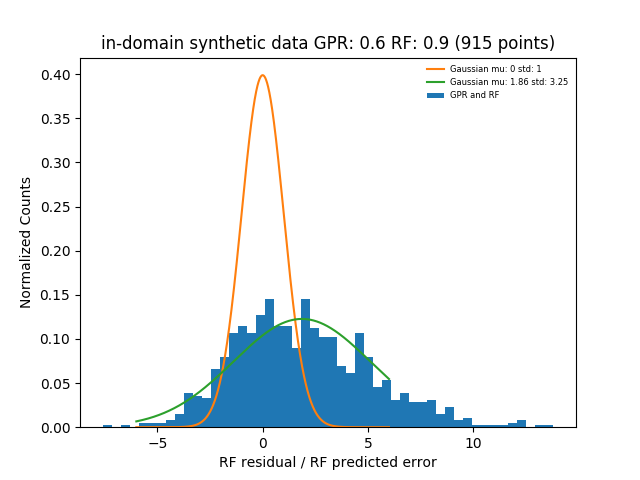 in-domain synthetic data GPR: 0.6 RF: 0.9 (915 points)
Gaussian mu: 0 std: 1
Gaussian mu: 1.86 std: 3.25
GPR and RF
Normalized Counts
0.40
0.35
0.30
0.25
0.20
0.15
0.10
0.05
0.00
−5 0 5 10
RF residual / RF predicted error